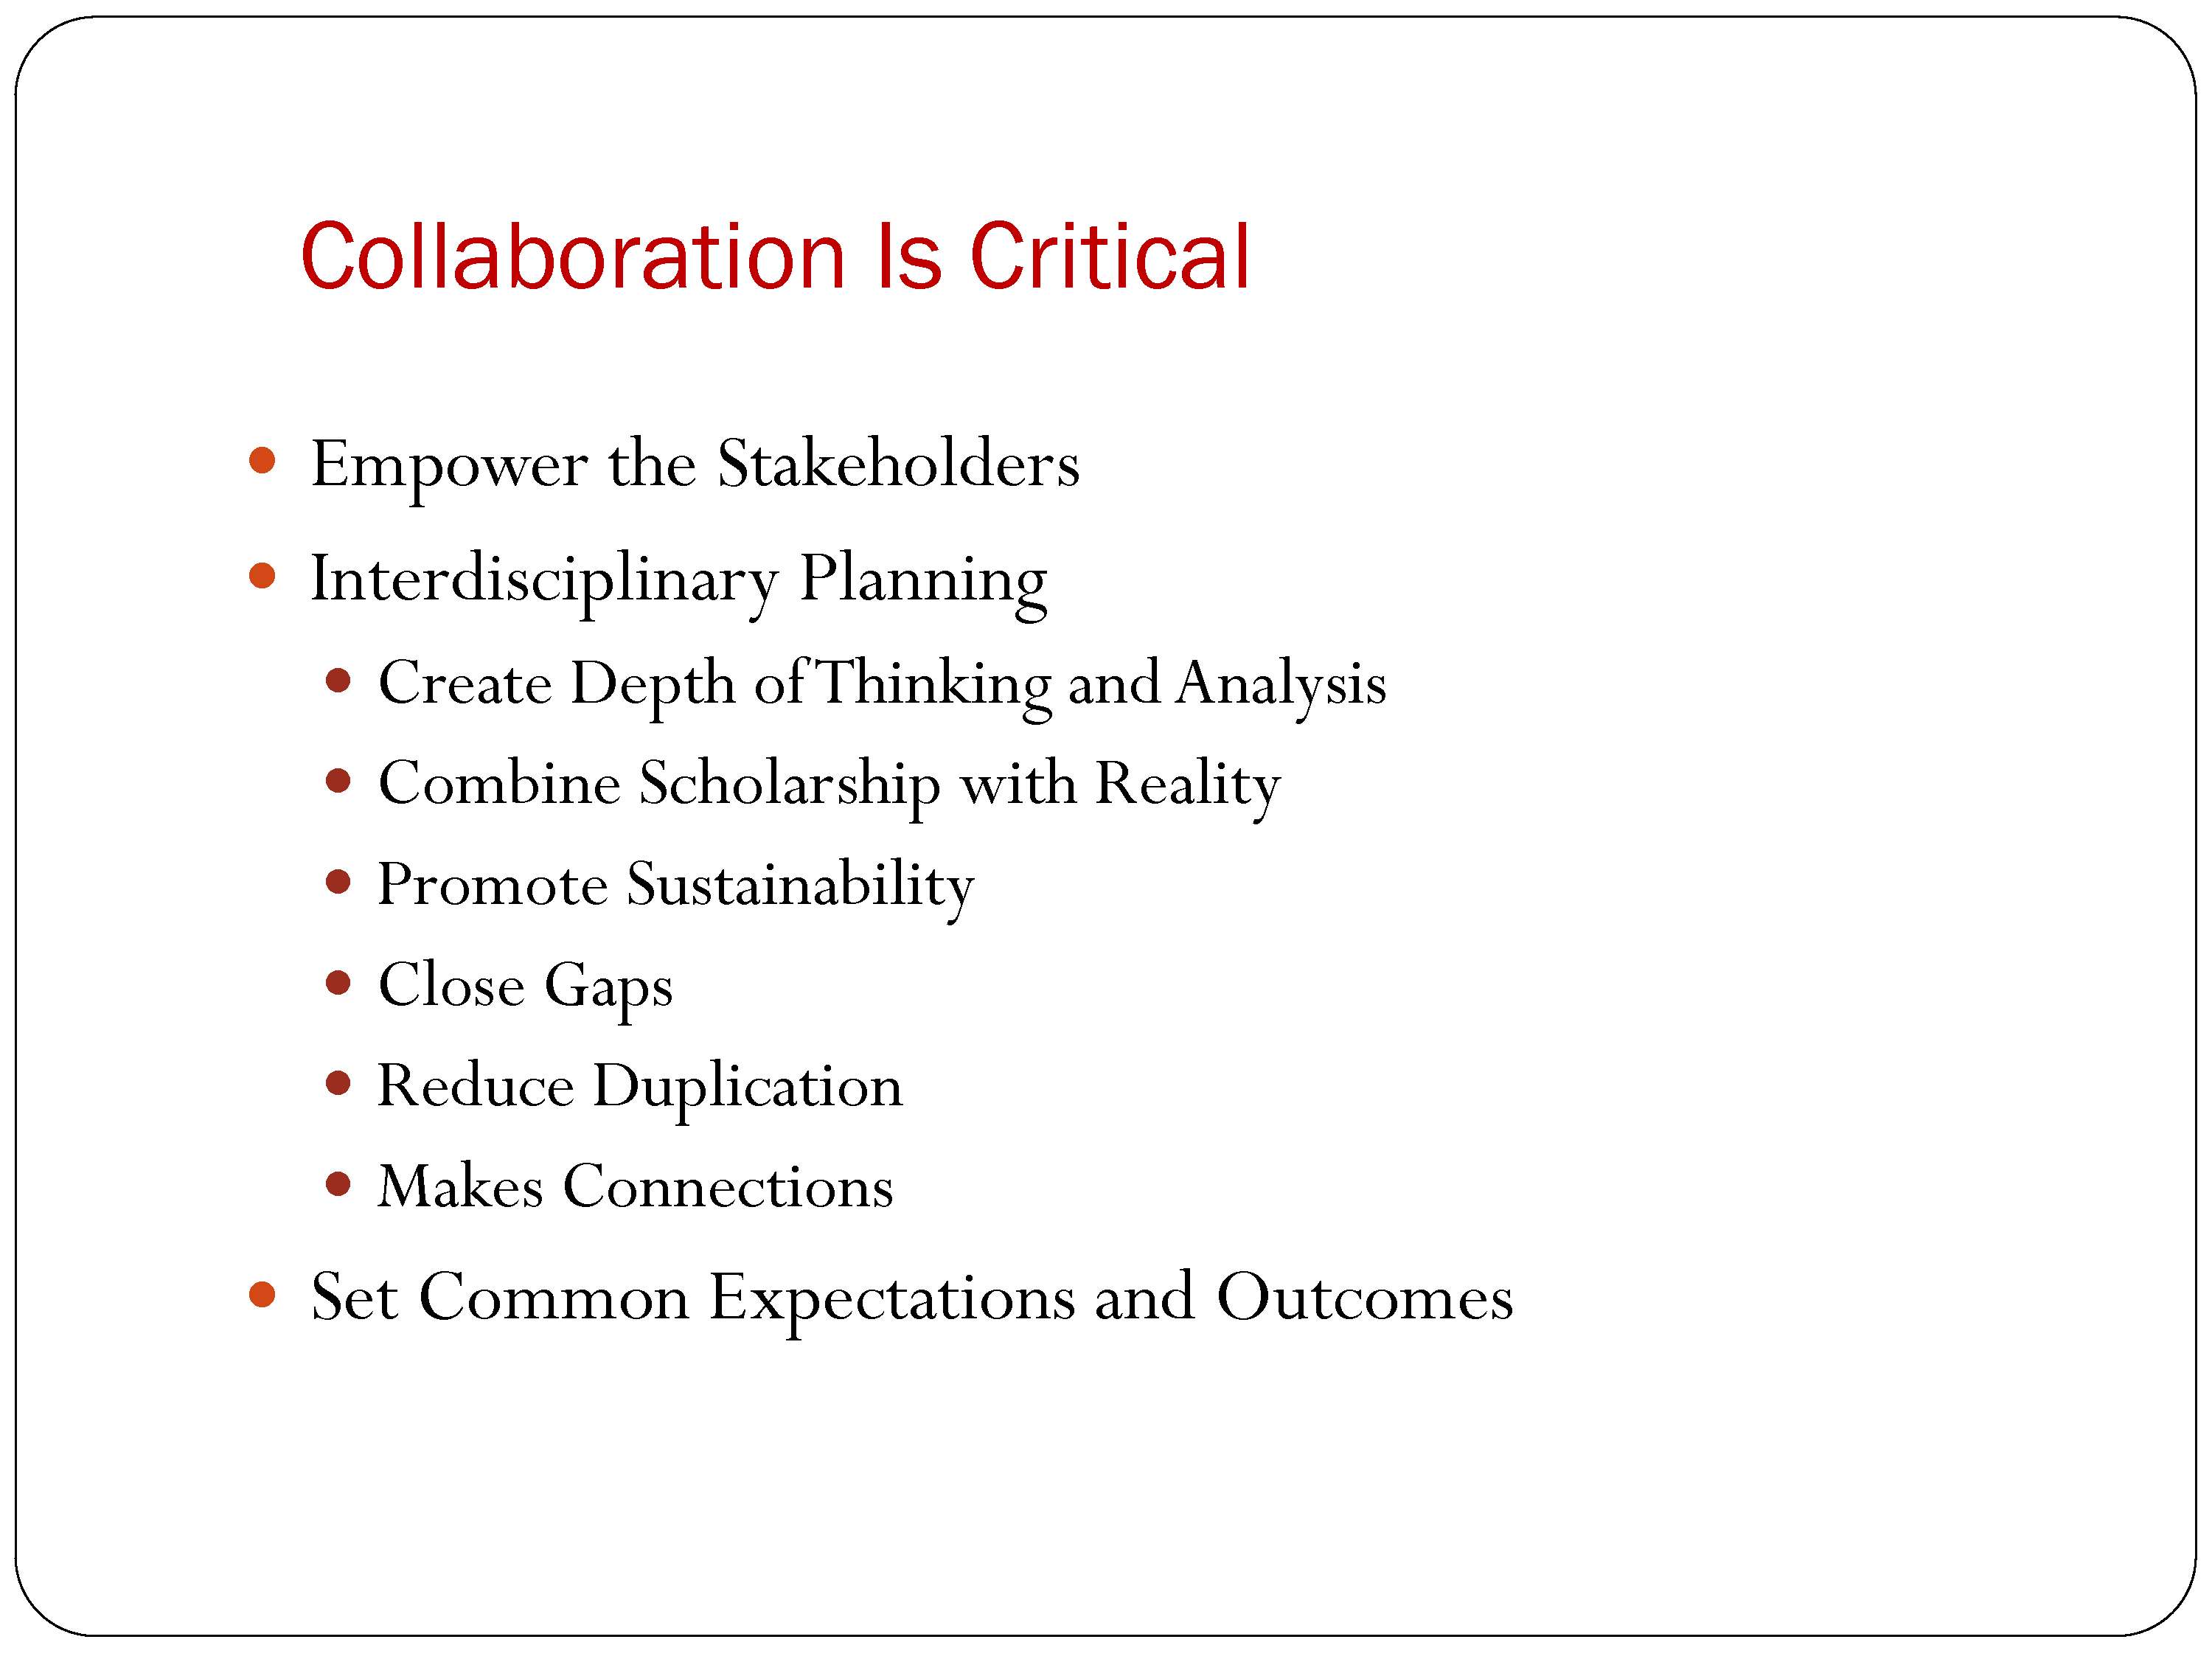 Collaboration Is Critical
Empower the Stakeholders
Interdisciplinary Planning
Create Depth of Thinking and Analysis
Combine Scholarship with Reality
Promote Sustainability
Close Gaps
Reduce Duplication
Makes Connections
Set Common Expectations and Outcomes